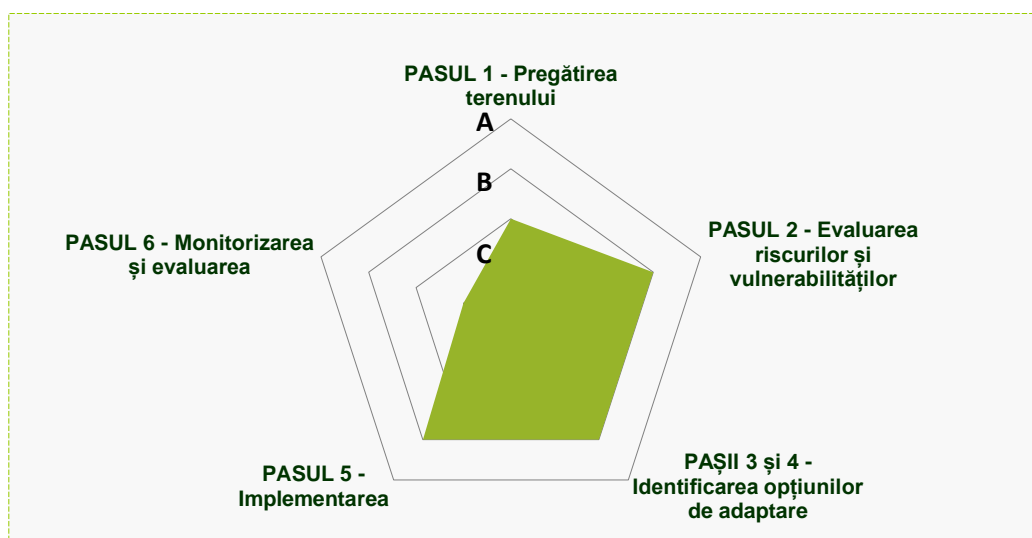 PASUL 1 - Pregătirea
terenului
A
B
C
PASUL 2 - Evaluarea
riscurilor și
vulnerabilităților
PAȘII 3 și 4 -
Identificarea opțiunilor
de adaptare
PASUL 5 -
Implementarea
PASUL 6 - Monitorizarea
și evaluarea